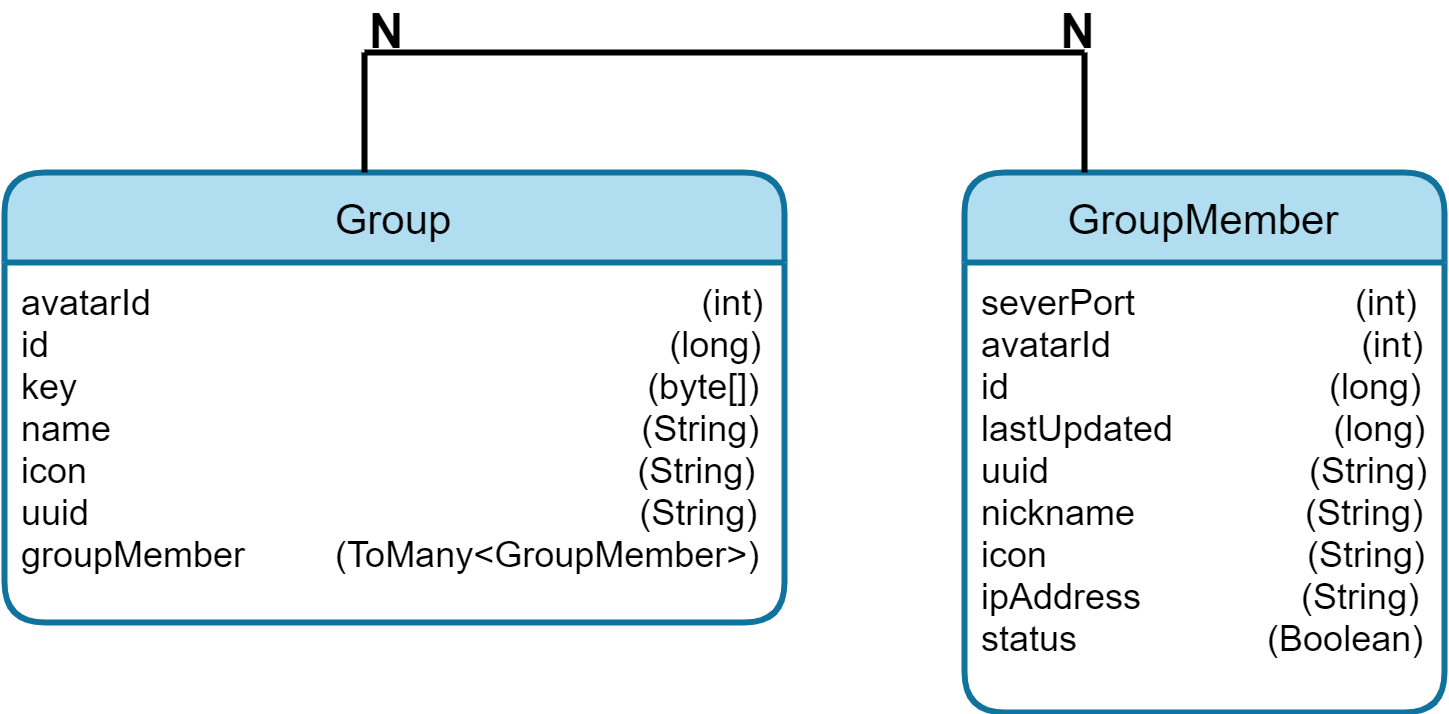 N N
Group
avatarId (int)
id (long)
key (byte[])
name (String)
icon (String)
uuid (String)
groupMember (ToMany<GroupMember>)
GroupMember
severPort (int)
avatarId (int)
id (long)
lastUpdated (long)
uuid (String)
nickname (String)
icon (String)
ipAddress (String)
status (Boolean)